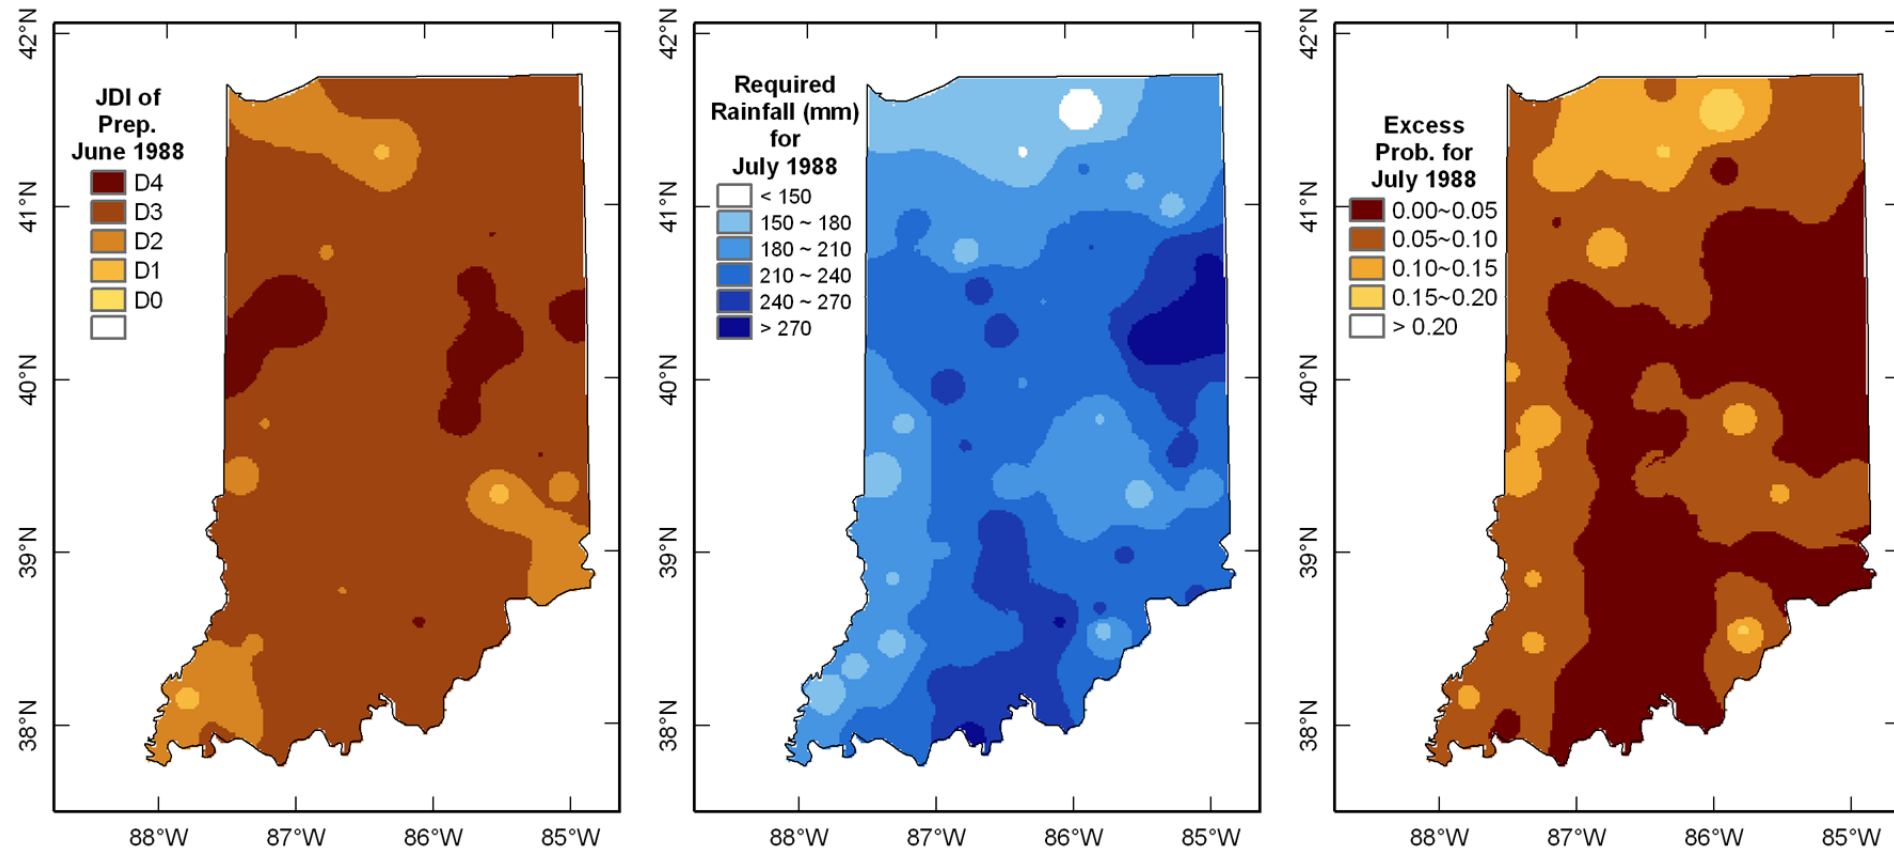 JDI of
Prep.
June 1988
D4
D3
D2
D1
D0
42°N
41°N
40°N
39°N
38°N
88°W
87°W
86°W
85°W
Required
Rainfall (mm)
for
July 1988
< 150
150 ~ 180
180 ~ 210
210 ~ 240
240 ~ 270
> 270
42°N
41°N
40°N
39°N
38°N
88°W
87°W
86°W
85°W
Excess
Prob. for
July 1988
0.00~0.05
0.05~0.10
0.10~0.15
0.15~0.20
> 0.20
42°N
41°N
40°N
39°N
38°N
88°W
87°W
86°W
85°W